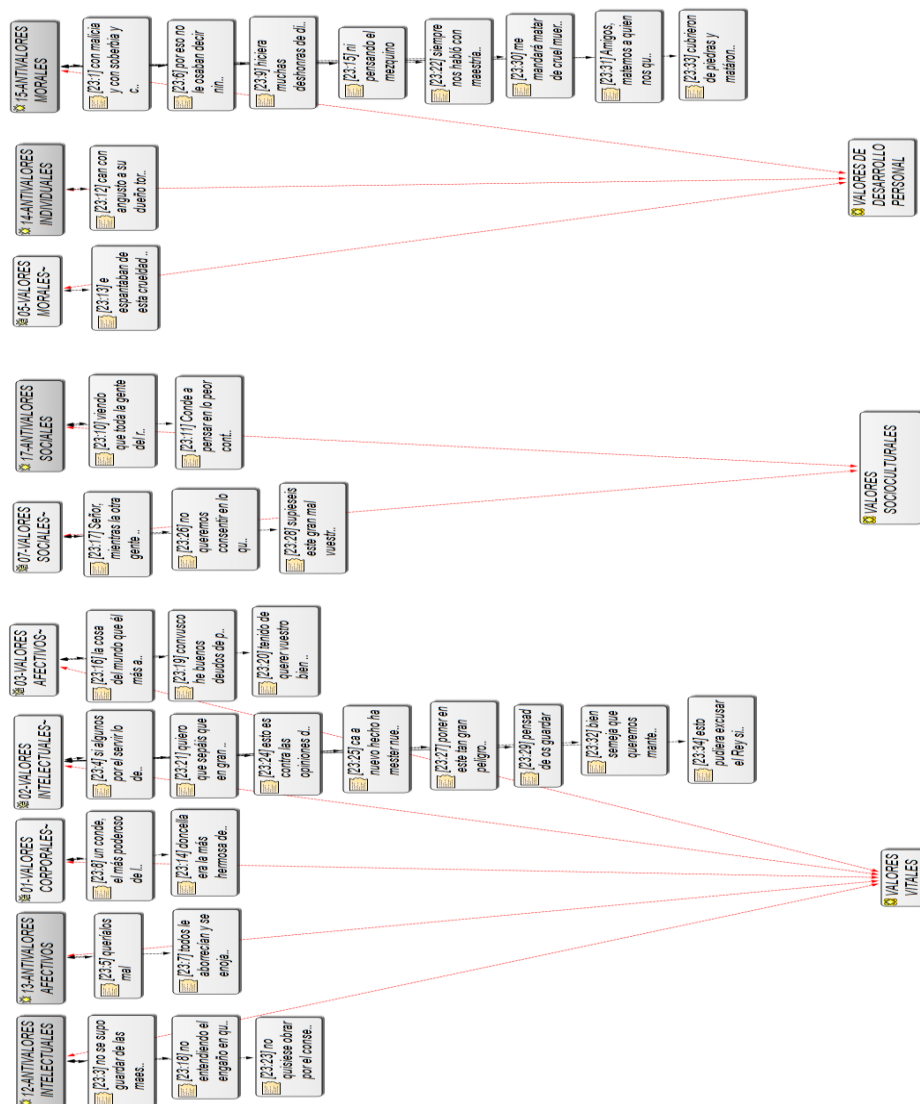 12-ANTIVALORES
INTELECTUALES
[23:3] no se supo
guardar de las
maes..
[23:18] no
entendiendo el
engaño en qu..
[23:23] no
quisiese obrar
por el conse..
13-ANTIVALORES
AFECTIVOS
[23:5] queríalos
mal
[23:7] todos le
aborrecían y se
enoja..
01-VALORES
CORPORALES~
[23:8] un conde,
el más poderoso
de l..
[23:14] doncella
era la más
hermosa de..
02-VALORES
INTELECTUALES~
[23:4] si algunos
por el servir lo
de..
[23:21] quiero
que sepáis que
en gran ..
[23:24] esto es
contra las
opiniones d..
[23:25] ca a
nuevo hecho ha
mester nue..
[23:27] poner en
este tan gran
peligro..
[23:29] pensad
de os guardar
..
[23:32] bien
semeja que
queremos
mante..
[23:34] esto
pudiera excusar
el Rey si..
03-VALORES
AFECTIVOS~
[23:16] la cosa
del mundo que él
más a..
[23:19] convusco
he buenos
deudos de p..
[23:20] tenido de
querer vuestro
bien ..
VALORES
VITALES
07-VALORES
SOCIALES~
[23:17] Señor,
mientras la otra
gente ..
[23:26] no
queremos
consentir en lo
qu..
[23:28] supieseis
este gran mal
vuestr..
17-ANTIVALORES
SOCIALES
[23:10] viendo
que toda la gente
del r..
[23:11] Conde a
pensar en lo peor
cont..
VALORES
SOCIOCULTURALES
05-VALORES
MORALES~
[23:13] e
espantaban de
esta crueldad ..
14-ANTIVALORES
INDIVIDUALES
[23:12] can con
angusto a su
dueño tor..
15-ANTIVALORES
MORALES
[23:1] con malicia
y con soberbia y
c..
[23:6] por eso no
le osaban decir
nin..
[23:9] hiciera
muchas
deshonras de di..
[23:15] ni
pensando el
mezquino
[23:22] siempre
nos habló con
maestría..
[23:30] me
mandará matar
de cruel muer..
[23:31] Amigos,
matemos a quien
nos qu..
[23:33] cubrieron
de piedras y
matáron..
VALORES DE
DESARROLLO
PERSONAL